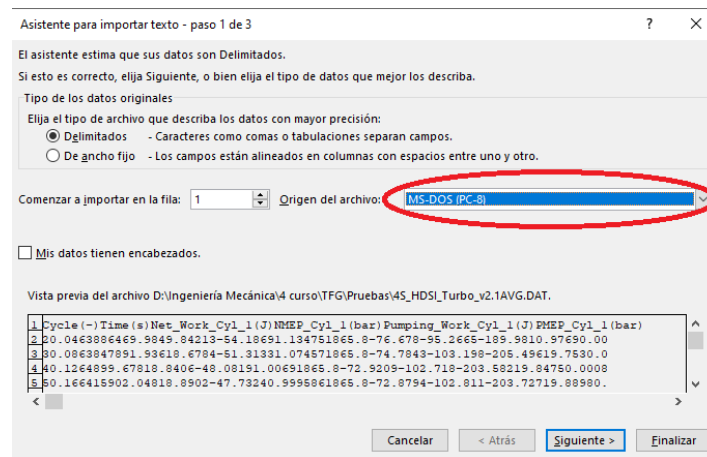 Asistente para importar texto - paso 1 de 3 ? ×
El asistente estima que sus datos son Delimitados.
Si esto es correcto, elija Siguiente, o bien elija el tipo de datos que mejor los describa.
Tipo de los datos originales
Elija el tipo de archivo que describa los datos con mayor precisión:
Delimitados - Caracteres como comas o tabulaciones separan campos.
De ancho fijo - Los campos están alineados en columnas con espacios entre uno y otro.
Comenzar a importar en la fila: 1 Origen del archivo: MS-DOS (PC-8)
Mis datos tienen encabezados.
Vista previa del archivo D:\Ingeniería Mecánica\4 curso\TFG\Pruebas\4S_HDSI_Turbo_v2.1AVG.DAT.
1 Cycle(-)Time(s)Net_Work_Cyl_1(J)NMEP_Cyl_1(bar)Pumping_Work_Cyl_1(J)PMEP_Cyl_1(bar)
2 20.0463886469.9849.84213-54.18691.134751865.8-76.678-95.2665-189.9810.97690.00
3 30.0863847891.93618.6784-51.31331.074571865.8-74.7843-103.198-205.49619.7530.0
4 40.1264899.67818.8406-48.08191.00691865.8-72.9209-102.718-203.58219.84750.0008
5 50.166415902.04818.8902-47.73240.9995861865.8-72.8794-102.811-203.72719.88980.
Cancelar < Atrás Siguiente > Finalizar